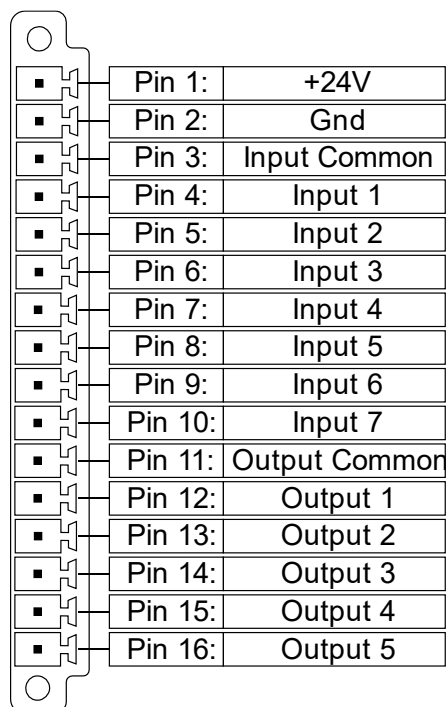 Pin 1: +24V
Pin 2: Gnd
Pin 3: Input Common
Pin 4: Input 1
Pin 5: Input 2
Pin 6: Input 3
Pin 7: Input 4
Pin 8: Input 5
Pin 9: Input 6
Pin 10: Input 7
Pin 11: Output Common
Pin 12: Output 1
Pin 13: Output 2
Pin 14: Output 3
Pin 15: Output 4
Pin 16: Output 5